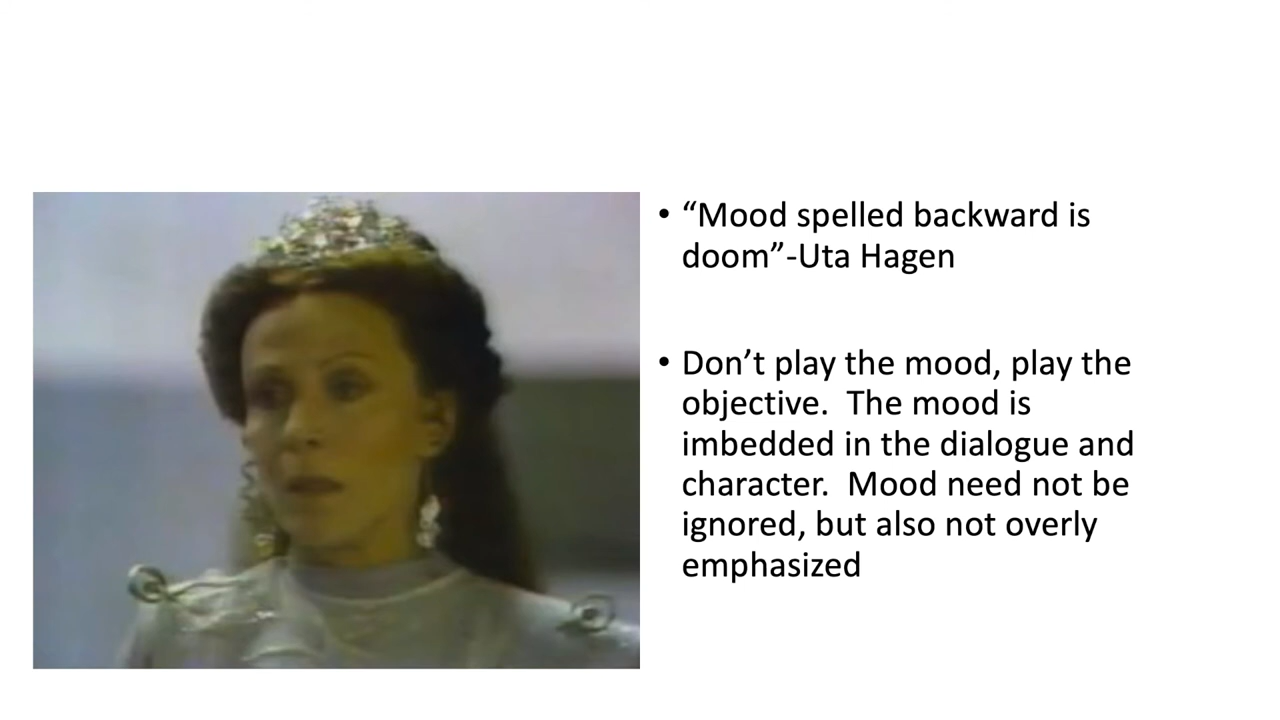 • “Mood spelled backward is
doom”-Uta Hagen
• Don’t play the mood, play the
objective.  The mood is
imbedded in the dialogue and
character.  Mood need not be
ignored, but also not overly
emphasized